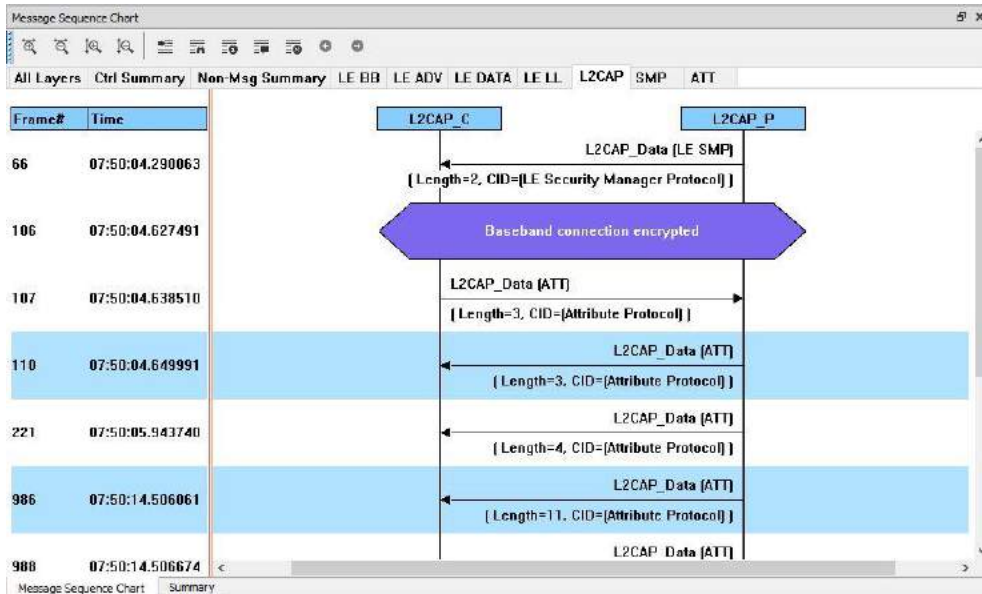 Message Sequence Chart
All Layers Ctrl Summary Non-Msg Summary LE BB LE ADV LE DATA LE LL L2CAP SMP ATT
Frame# Time L2CAP_C L2CAP_P
L2CAP_Data (LE SMP)
66 07:50:04.290063
( Length=2, CID=(LE Security Manager Protocol) )
106 07:50:04.627491 Baseband connection encrypted
L2CAP_Data (ATT)
107 07:50:04.638510
( Length=3, CID=(Attribute Protocol) )
L2CAP_Data (ATT)
110 07:50:04.649991
( Length=3, CID=(Attribute Protocol) )
L2CAP_Data (ATT)
221 07:50:05.943740
( Length=4, CID=(Attribute Protocol) )
L2CAP_Data (ATT)
986 07:50:14.506061
( Length=11, CID=(Attribute Protocol) )
L2CAP_Data (ATT)
988 07:50:14.506674
Message Sequence Chart Summary